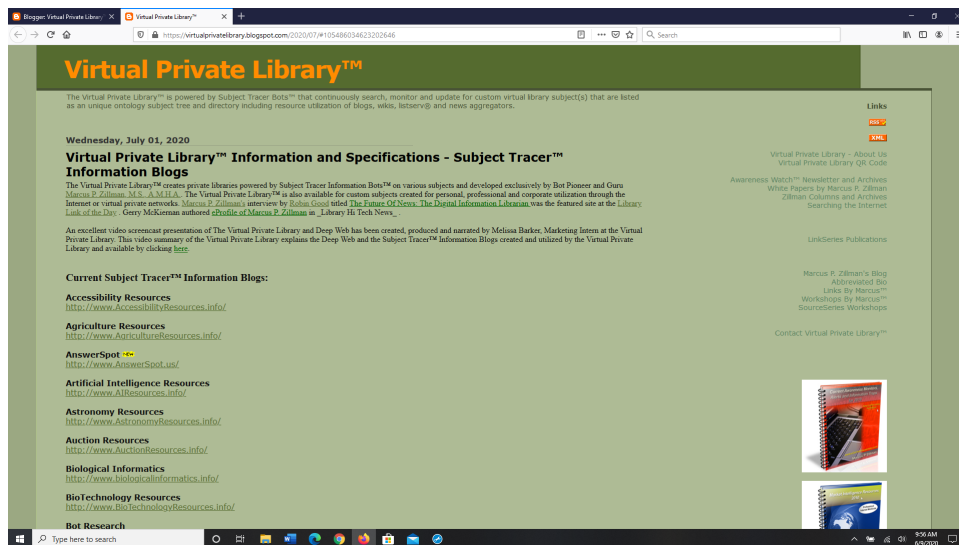 Blogger: Virtual Private Library
Virtual Private Library™
https://virtualprivatelibrary.blogspot.com/2020/07/#105486034623202646
Search
Virtual Private Library™
The Virtual Private Library™ is powered by Subject Tracer Bots™ that continuously search, monitor and update for custom virtual library subject(s) that are listed
as an unique ontology subject tree and directory including resource utilization of blogs, wikis, listserv® and news aggregators.
Wednesday, July 01, 2020
Virtual Private Library™ Information and Specifications - Subject Tracer™
Information Blogs
The Virtual Private Library™ creates private libraries powered by Subject Tracer Information Bots™ on various subjects and developed exclusively by Bot Pioneer and Guru
Marcus P. Zillman, M.S., A.M.H.A.. The Virtual Private Library™ is also available for custom subjects created for personal, professional and corporate utilization through the
Internet or virtual private networks. Marcus P. Zillman's interview by Robin Good titled The Future Of News: The Digital Information Librarian was the featured site at the Library
Link of the Day . Gerry McKiernan authored eProfile of Marcus P. Zillman in _Library Hi Tech News_ .
An excellent video screencast presentation of The Virtual Private Library and Deep Web has been created, produced and narrated by Melissa Barker, Marketing Intern at the Virtual
Private Library. This video summary of the Virtual Private Library explains the Deep Web and the Subject Tracer™ Information Blogs created and utilized by the Virtual Private
Library and available by clicking here.
Current Subject Tracer™ Information Blogs:
Accessibility Resources
http://www.AccessibilityResources.info/
Agriculture Resources
http://www.AgricultureResources.info/
AnswerSpot NEW
http://www.AnswerSpot.us/
Artificial Intelligence Resources
http://www.AIResources.info/
Astronomy Resources
http://www.AstronomyResources.info/
Auction Resources
http://www.AuctionResources.info/
Biological Informatics
http://www.biologicalinformatics.info/
BioTechnology Resources
http://www.BioTechnologyResources.info/
Bot Research
Links
RSS
XML
Virtual Private Library - About Us
Virtual Private Library QR Code
Awareness Watch™ Newsletter and Archives
White Papers by Marcus P. Zillman
Zillman Columns and Archives
Searching the Internet
LinkSeries Publications
Marcus P. Zillman's Blog
Abbreviated Bio
Links By Marcus™
Workshops By Marcus™
SourceSeries Workshops
Contact Virtual Private Library™
Type here to search
9:56 AM
6/9/2020